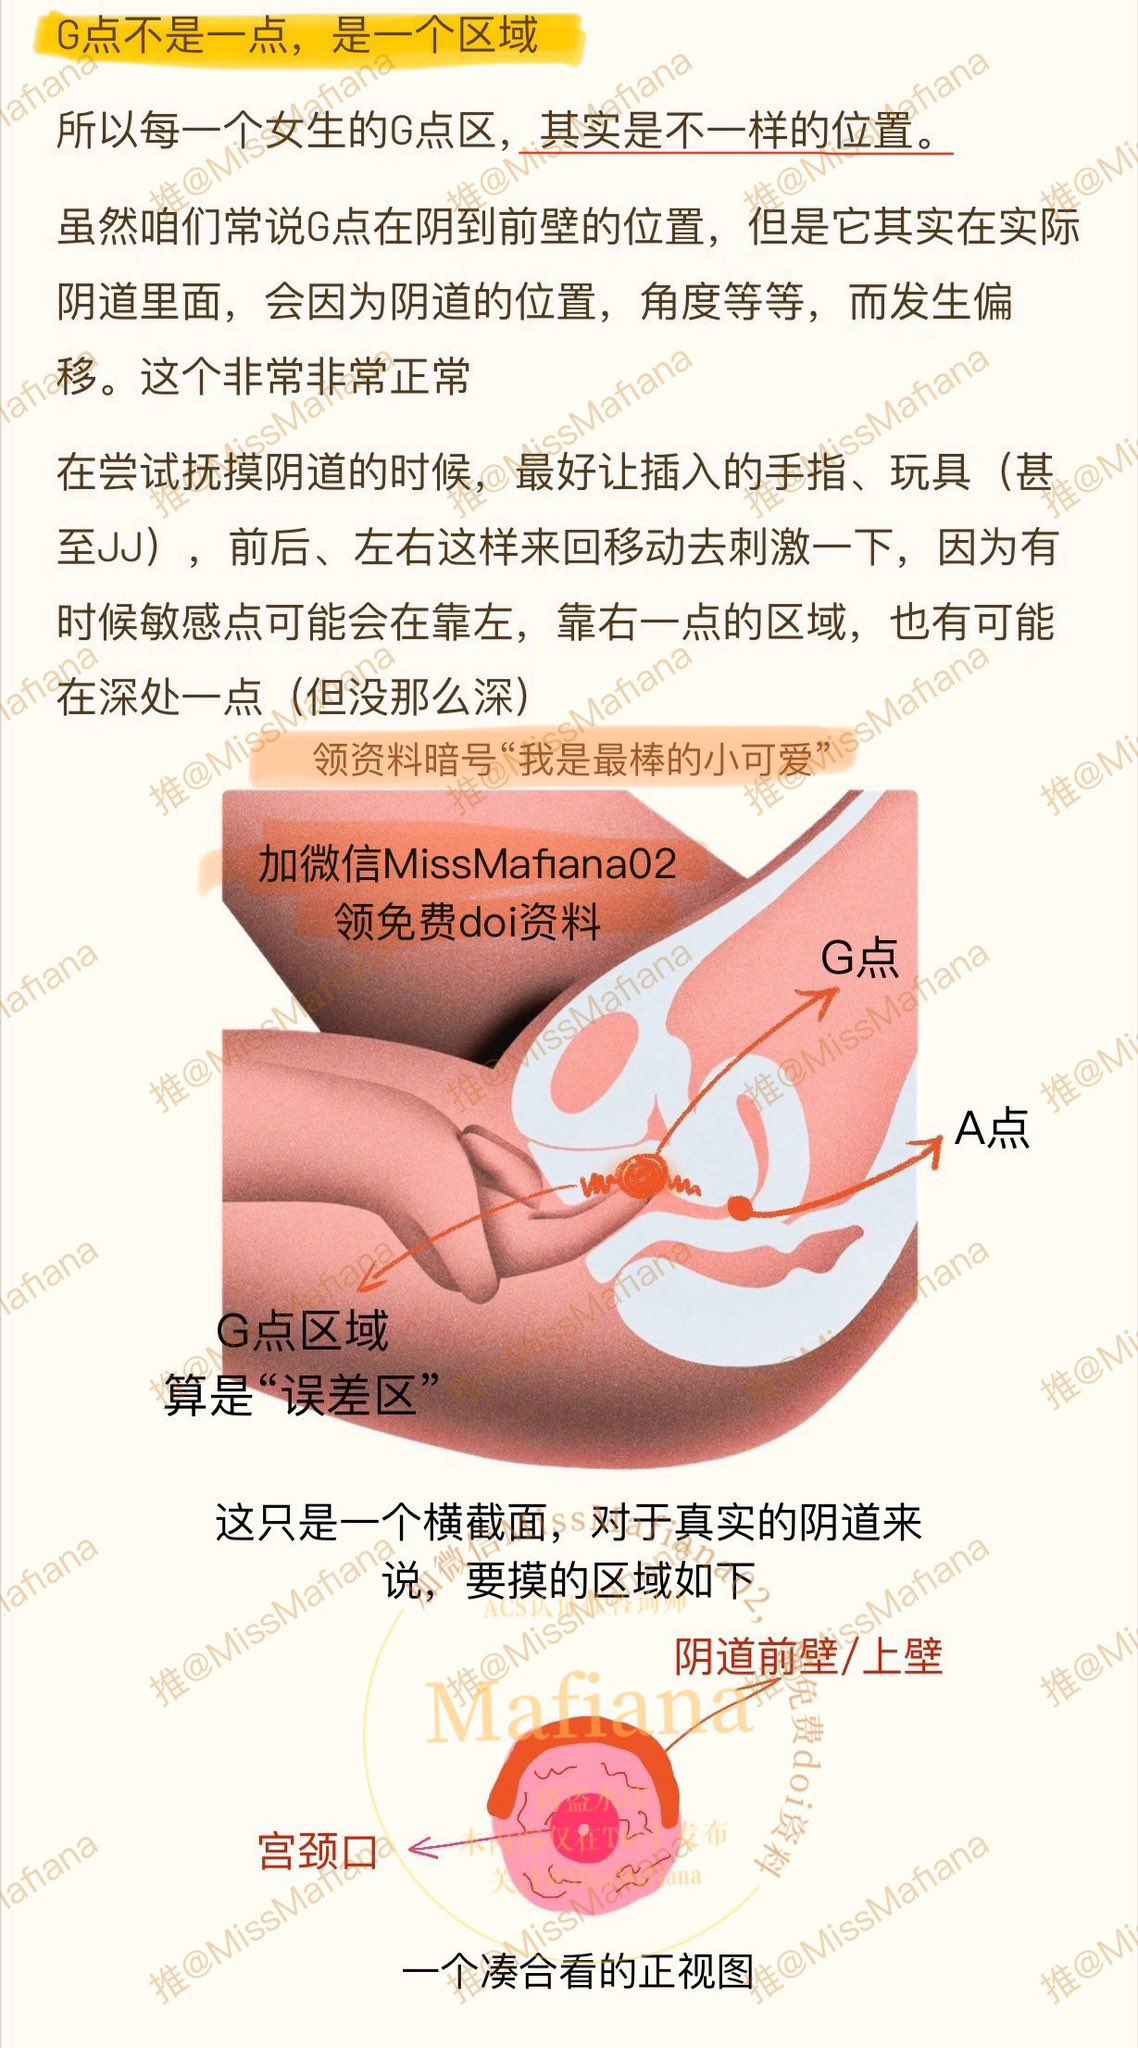 G点不是一点，是一个区域
所以每一个女生的G点区，其实是不一样的位置。
虽然咱们常说G点在阴到前壁的位置，但是它其实在实际
阴道里面，会因为阴道的位置，角度等等，而发生偏
移。这个非常非常正常
在尝试抚摸阴道的时候，最好让插入的手指、玩具（甚
至JJ），前后、左右这样来回移动去刺激一下，因为有
时候敏感点可能会在靠左，靠右一点的区域，也有可能
在深处一点（但没那么深）
领资料暗号“我是最棒的小可爱”
加微信MissMafiana02
领免费doi资料
G点
A点
G点区域
算是“误差区”
这只是一个横截面，对于真实的阴道来
说，要摸的区域如下
阴道前壁/上壁
Mafiana
宫颈口
一个凑合看的正视图
推@MissMafiana